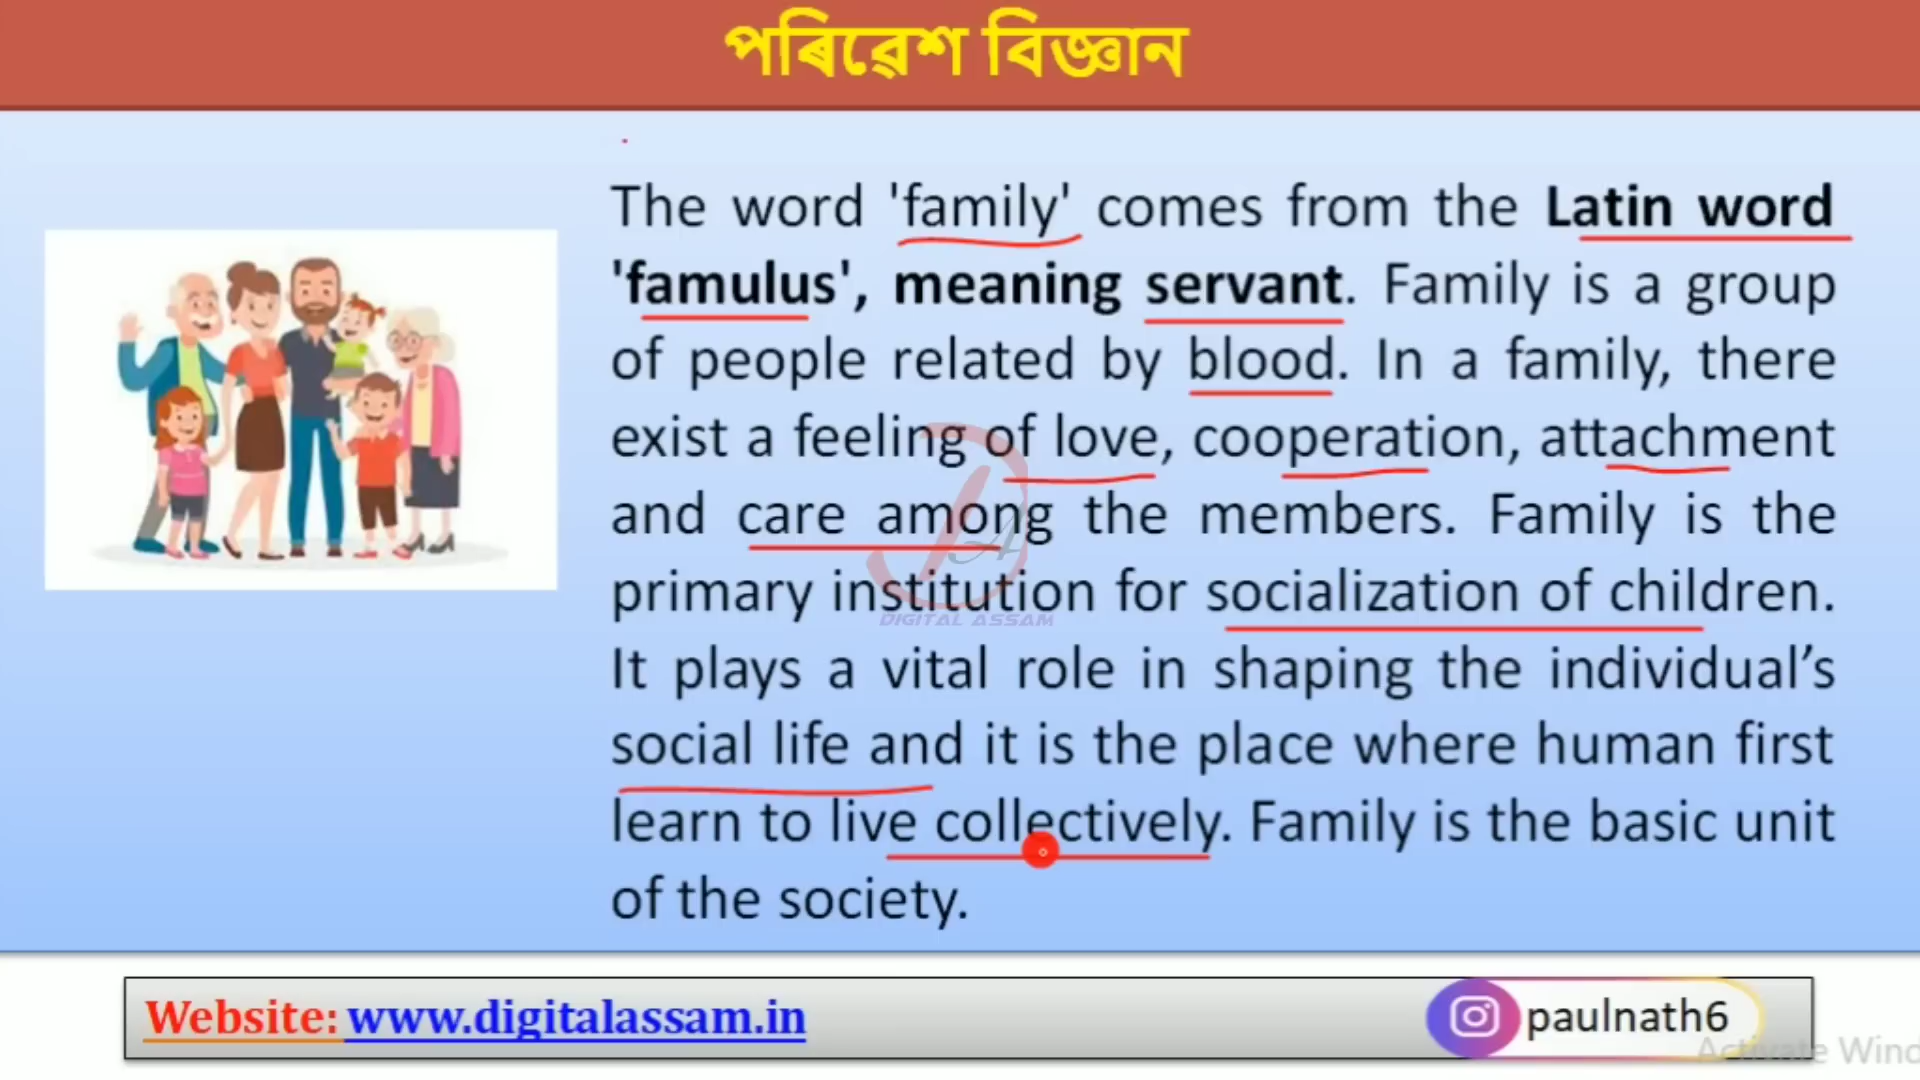 পৰিৱেশ বিজ্ঞান
The word 'family' comes from the Latin word
'famulus', meaning servant. Family is a group
of people related by blood. In a family, there
exist a feeling of love, cooperation, attachment
and care among the members. Family is the
primary institution for socialization of children.
It plays a vital role in shaping the individual’s
social life and it is the place where human first
learn to live collectively. Family is the basic unit
of the society.
DIGITAL ASSAM
Website: www.digitalassam.in
paulnath6
Activate Wind